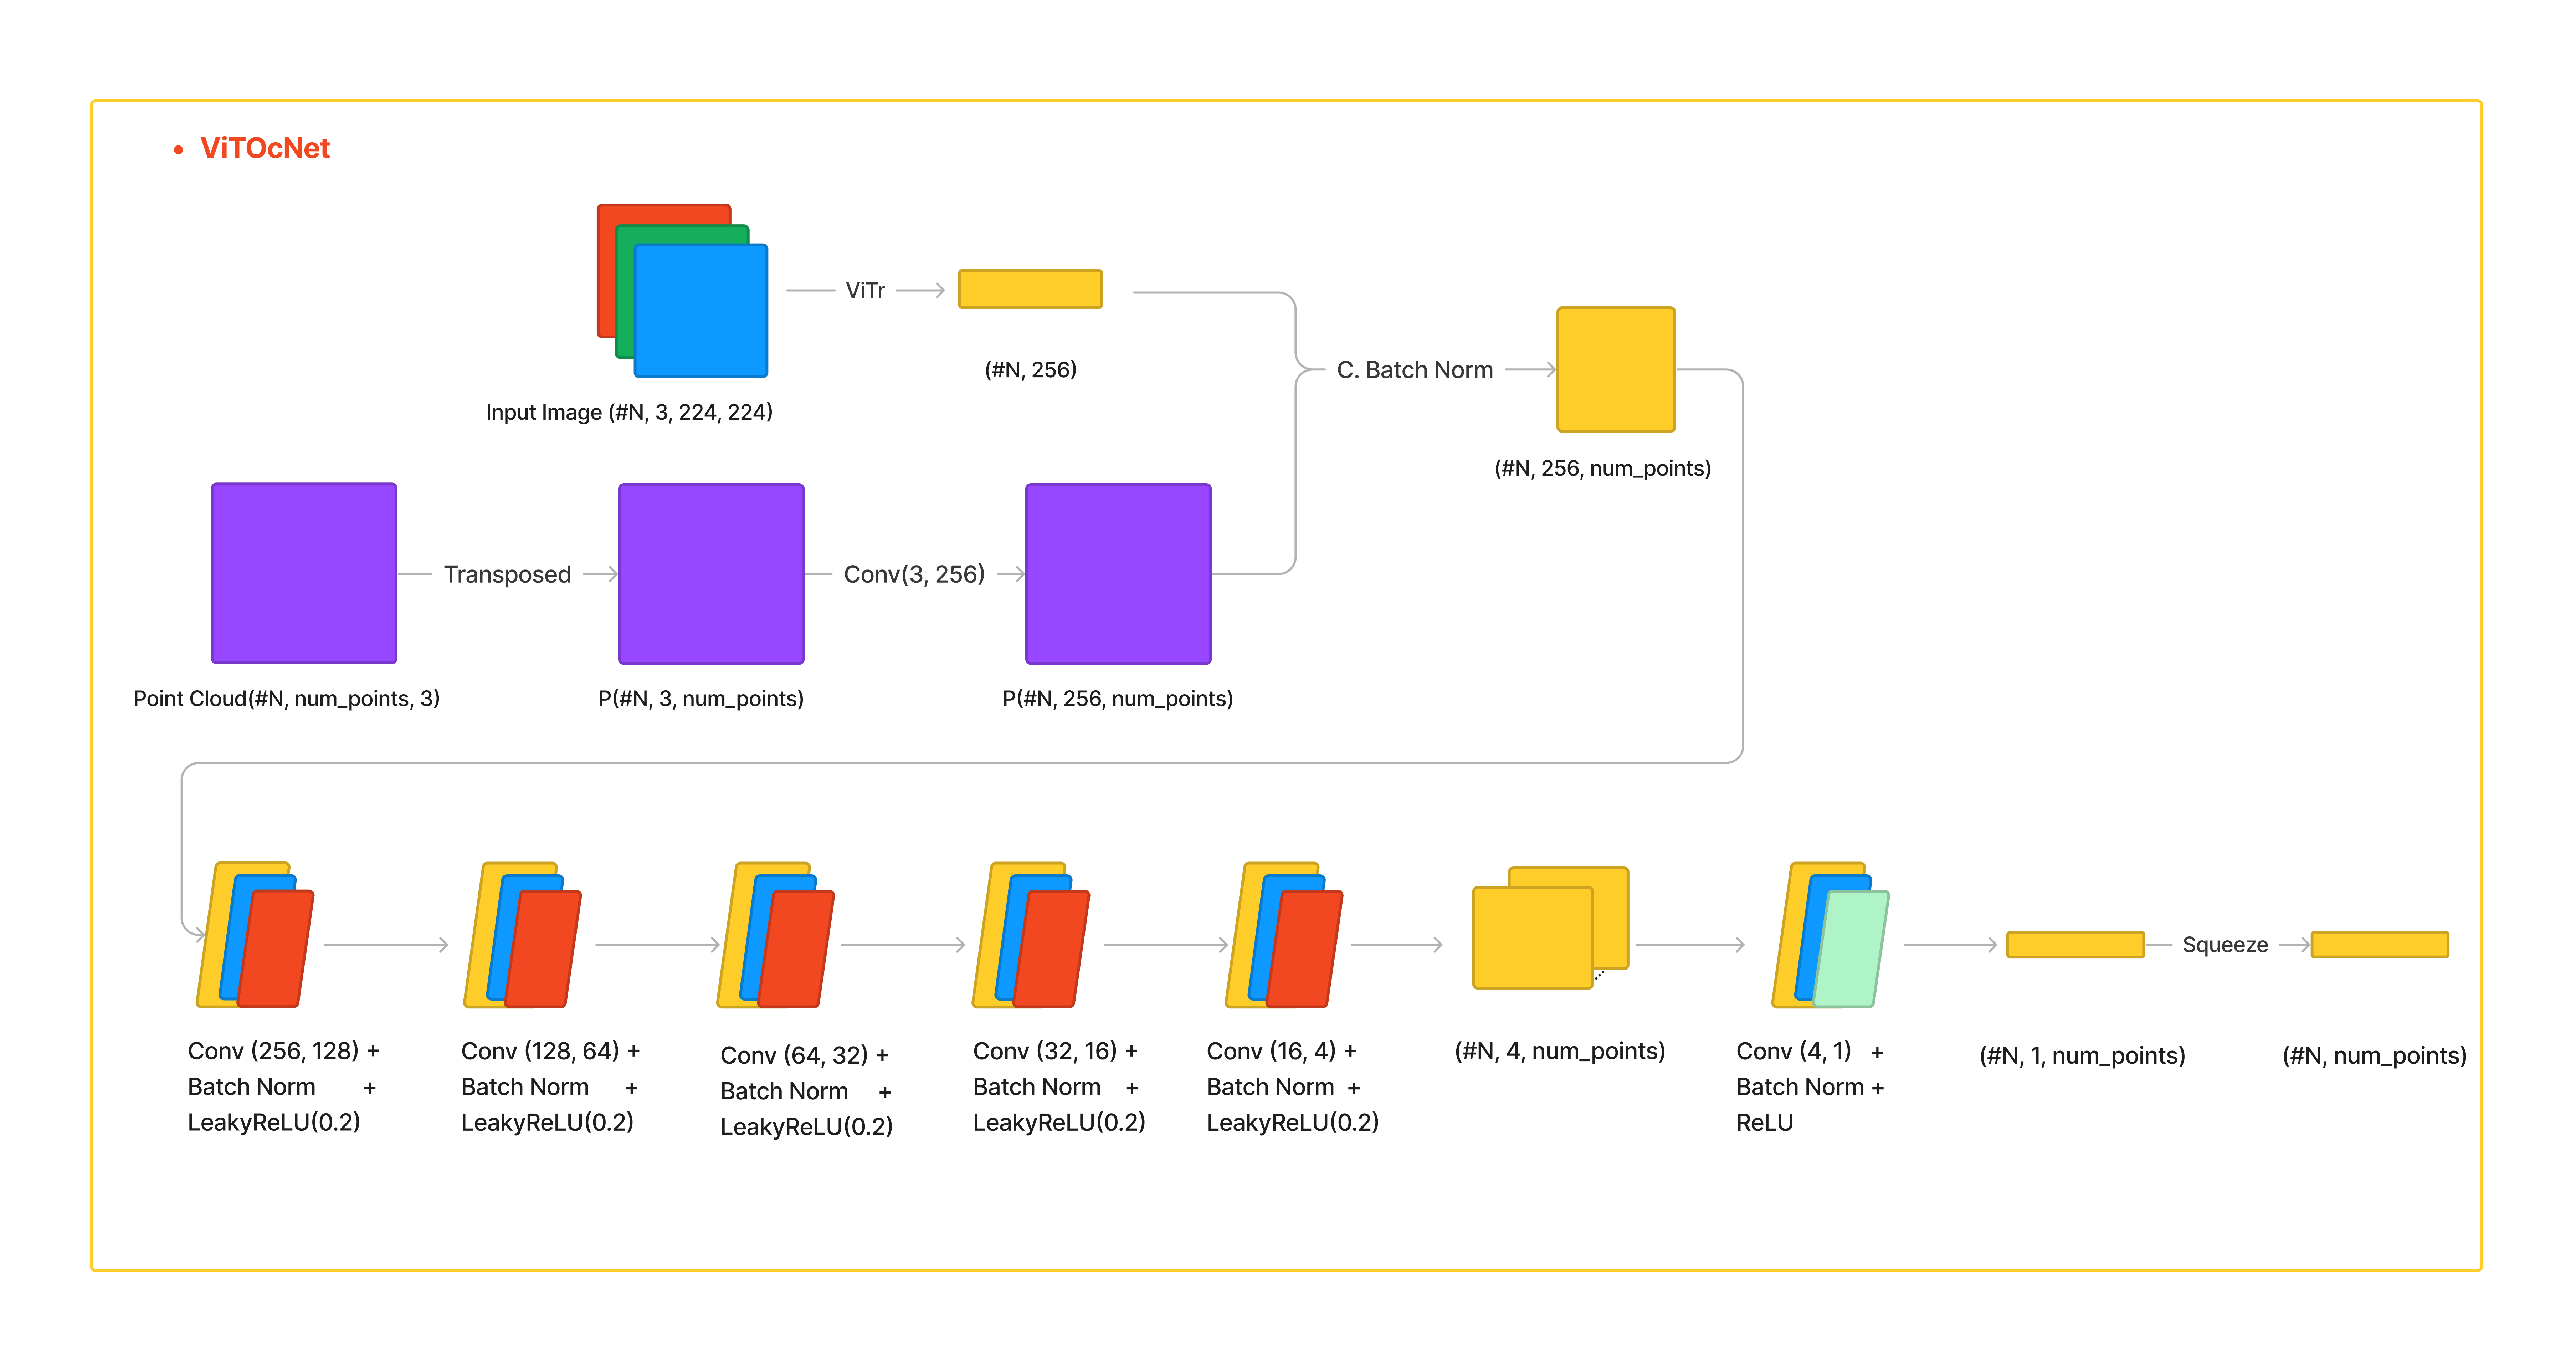 • ViTOcNet
ViTr
(#N, 256)
Input Image (#N, 3, 224, 224)
C. Batch Norm
(#N, 256, num_points)
Transposed
Conv(3, 256)
Point Cloud(#N, num_points, 3)
P(#N, 3, num_points)
P(#N, 256, num_points)
Conv (256, 128) +
Batch Norm +
LeakyReLU(0.2)
Conv (128, 64) +
Batch Norm +
LeakyReLU(0.2)
Conv (64, 32) +
Batch Norm +
LeakyReLU(0.2)
Conv (32, 16) +
Batch Norm +
LeakyReLU(0.2)
Conv (16, 4) +
Batch Norm +
LeakyReLU(0.2)
(#N, 4, num_points)
Conv (4, 1) +
Batch Norm +
ReLU
(#N, 1, num_points)
Squeeze
(#N, num_points)